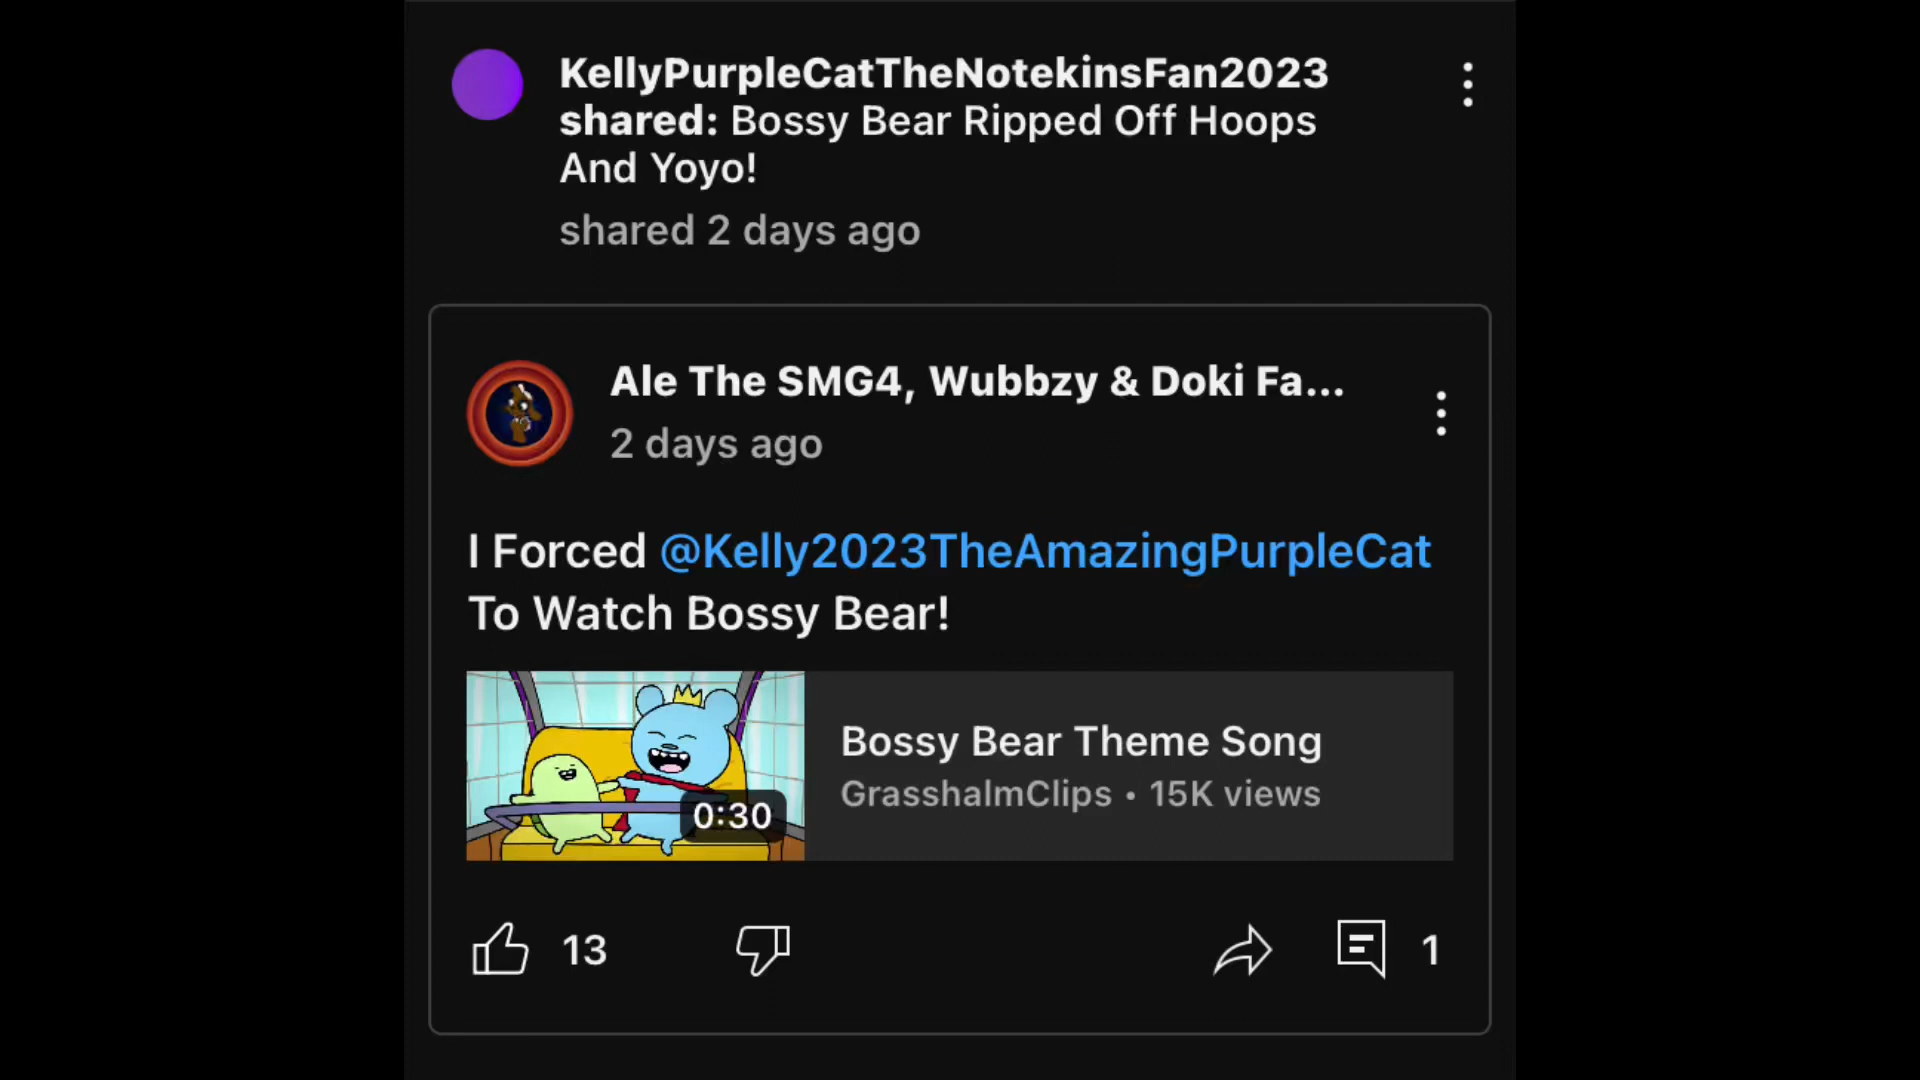 KellyPurpleCatTheNotekinsFan2023
shared: Bossy Bear Ripped Off Hoops
And Yoyo!
shared 2 days ago
Ale The SMG4, Wubbzy & Doki Fa...
2 days ago
I Forced @Kelly2023TheAmazingPurpleCat
To Watch Bossy Bear!
0:30
Bossy Bear Theme Song
GrasshalmClips • 15K views
13
1